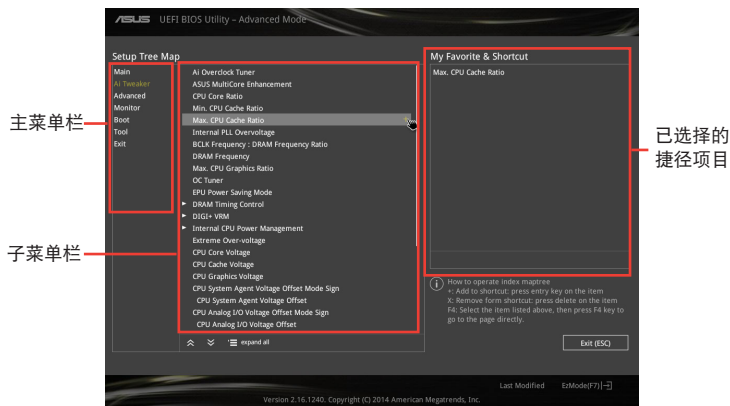 ASUS UEFI BIOS Utility – Advanced Mode
Setup Tree Map
Main
Ai Tweaker
Advanced
Monitor
Boot
Tool
Exit
Ai Overclock Tuner
ASUS MultiCore Enhancement
CPU Core Ratio
Min. CPU Cache Ratio
Max. CPU Cache Ratio
Internal PLL Overvoltage
BCLK Frequency : DRAM Frequency Ratio
DRAM Frequency
Max. CPU Graphics Ratio
OC Tuner
EPU Power Saving Mode
DRAM Timing Control
DIGI+ VRM
Internal CPU Power Management
Extreme Over-voltage
CPU Core Voltage
CPU Cache Voltage
CPU Graphics Voltage
CPU System Agent Voltage Offset Mode Sign
CPU System Agent Voltage Offset
CPU Analog I/O Voltage Offset Mode Sign
CPU Analog I/O Voltage Offset
expand all
My Favorite & Shortcut
Max. CPU Cache Ratio
How to operate index maptree
+: Add to shortcut: press entry key on the item
X: Remove form shortcut: press delete on the item
F4: Select the item listed above, then press F4 key to
go to the page directly.
Exit (ESC)
Last Modified
EzMode(F7)
Version 2.16.1240. Copyright (C) 2014 American Megatrends, Inc.
主菜单栏
子菜单栏
已选择的
捷径项目